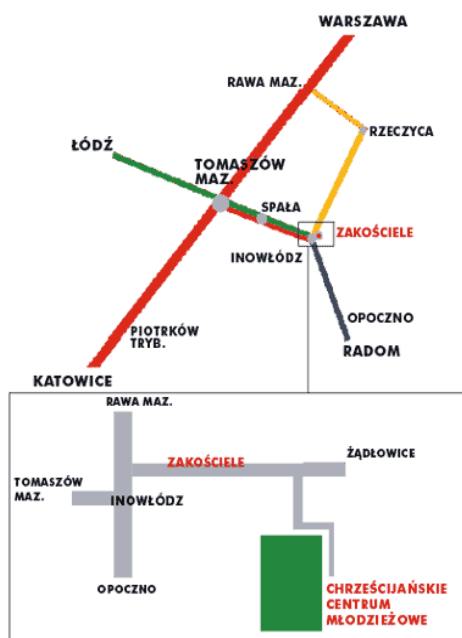 WARSZAWA
RAWA MAZ.
RZECZYCA
ŁÓDŹ
TOMASZÓW
MAZ.
SPAŁA
ZAKOŚCIELE
INOWŁÓDZ
OPOCZNO
PIOTRKÓW
TRYB.
RADOM
KATOWICE
RAWA MAZ.
ZAKOŚCIELE
ŻĄDŁOWICE
TOMASZÓW
MAZ.
INOWŁÓDZ
OPOCZNO
CHRZEŚCIJAŃSKIE
CENTRUM
MŁODZIEŻOWE